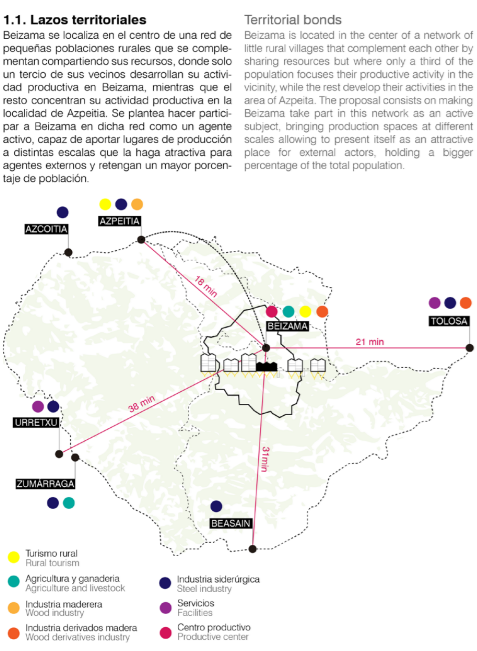 1.1. Lazos territoriales
Beizama se localiza en el centro de una red de
pequeñas poblaciones rurales que se comple-
mentan compartiendo sus recursos, donde solo
un tercio de sus vecinos desarrollan su activi-
dad productiva en Beizama, mientras que el
resto concentran su actividad productiva en la
localidad de Azpeitia. Se plantea hacer partici-
par a Beizama en dicha red como un agente
activo, capaz de aportar lugares de producción
a distintas escalas que la haga atractiva para
agentes externos y retengan un mayor porcen-
taje de población.
Territorial bonds
Beizama is located in the center of a network of
little rural villages that complement each other by
sharing resources but where only a third of the
population focuses their productive activity in the
vicinity, while the rest develop their activities in the
area of Azpeita. The proposal consists on making
Beizama take part in this network as an active
subject, bringing production spaces at different
scales allowing to present itself as an attractive
place for external actors, holding a bigger
percentage of the total population.
AZCOITIA
AZPEITIA
18 min
BEIZAMA
TOLOSA
21 min
38 min
URRETXU
31min
ZUMÁRRAGA
BEASAIN
Turismo rural
Rural tourism
Agricultura y ganaderia
Agriculture and livestock
Industria maderera
Wood industry
Industria derivados madera
Wood derivatives industry
Industria siderúrgica
Steel industry
Servicios
Facilities
Centro productivo
Productive center